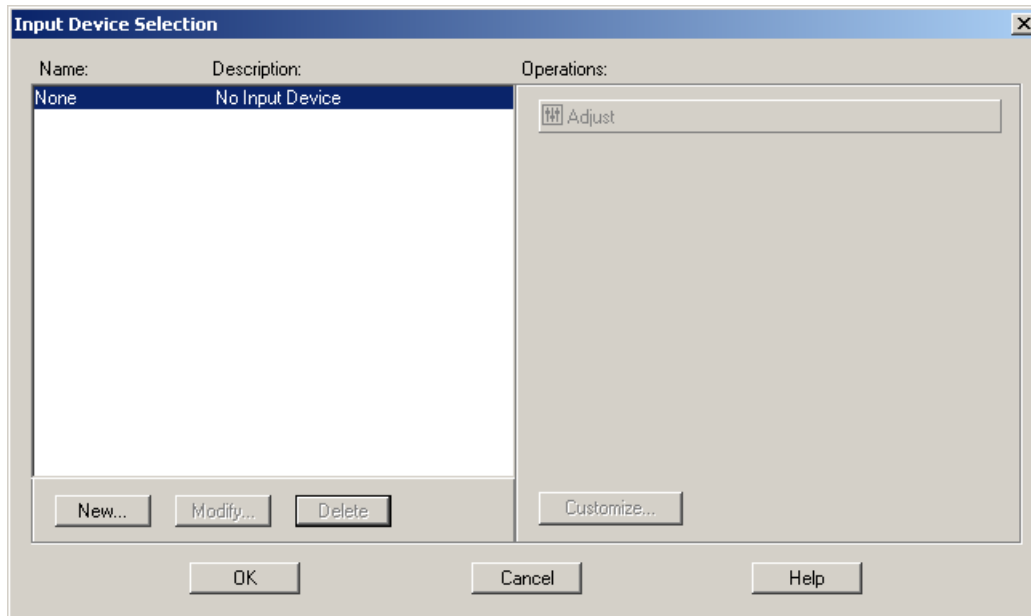 Input Device Selection
Name: Description: Operations:
None No Input Device
Adjust
New... Modify... Delete Customize...
OK Cancel Help